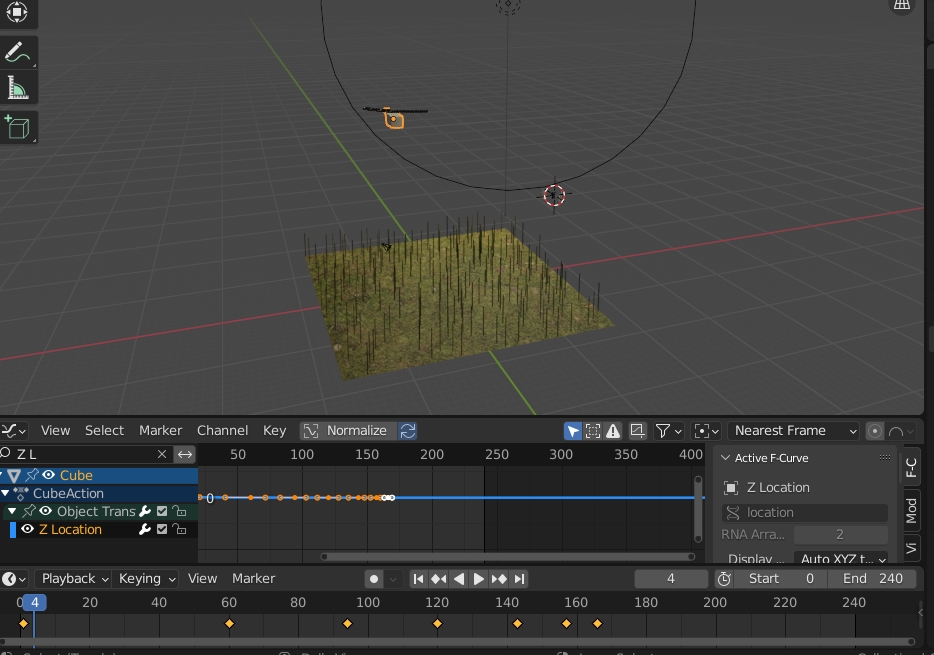 View Select Marker Channel Key Normalize Nearest Frame
Z L 50 100 150 200 250 300 350 400 Active F-Curve
Cube Z Location
CubeAction 0 location
Object Trans RNA Arra... 2
Z Location Display ... Auto XYZ t...
F-C
Mod
Vi
Playback Keying View Marker 4 Start 0 End 240
0 4 20 40 60 80 100 120 140 160 180 200 220 240